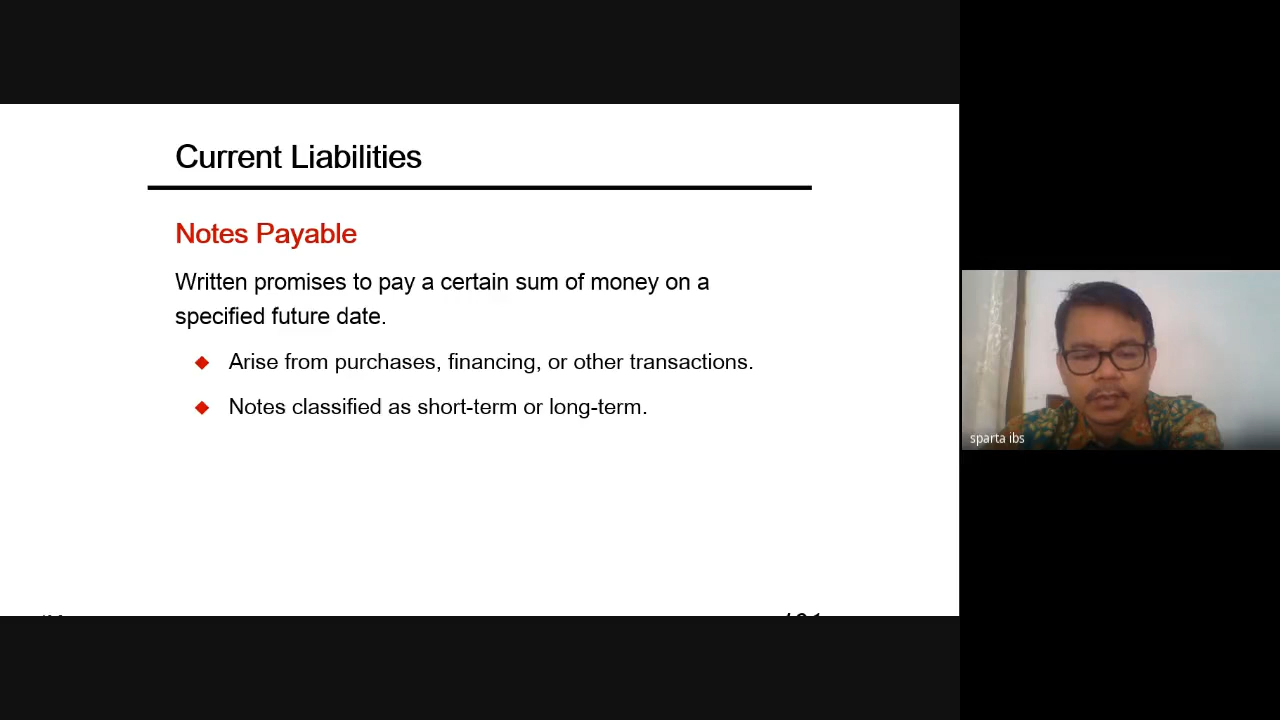 Current Liabilities
Notes Payable
Written promises to pay a certain sum of money on a
specified future date.
Arise from purchases, financing, or other transactions.
Notes classified as short-term or long-term.
sparta ibs